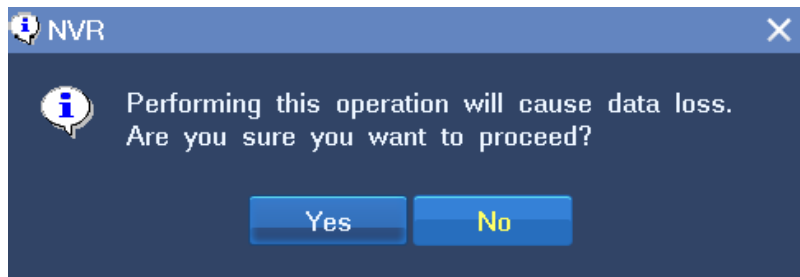 NVR
Performing this operation will cause data loss.
Are you sure you want to proceed?
Yes
No